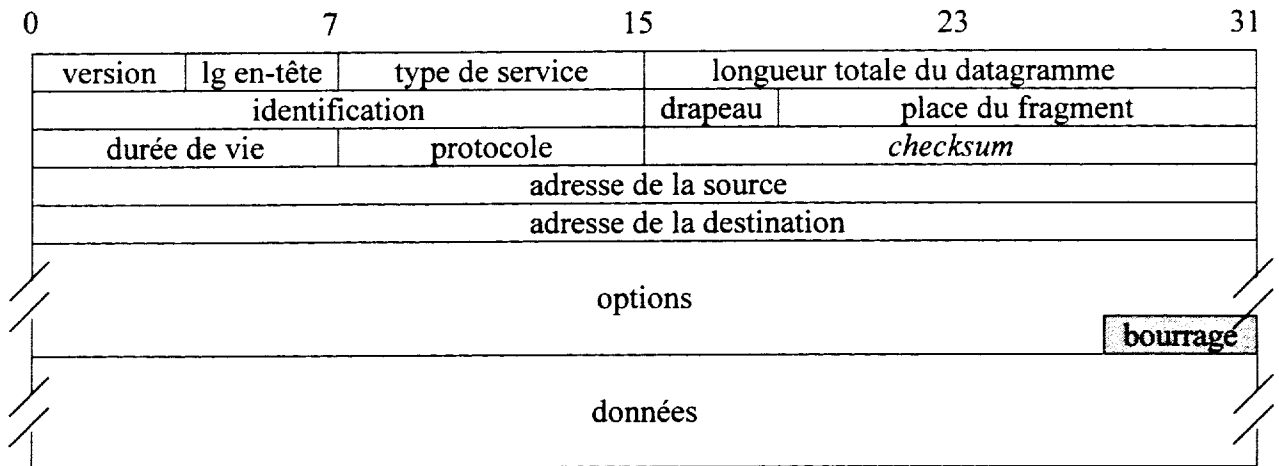 0 7 15 23 31
version lg en-tête type de service longueur totale du datagramme
identification drapeau place du fragment
durée de vie protocole checksum
adresse de la source
adresse de la destination
options
bourrage
données